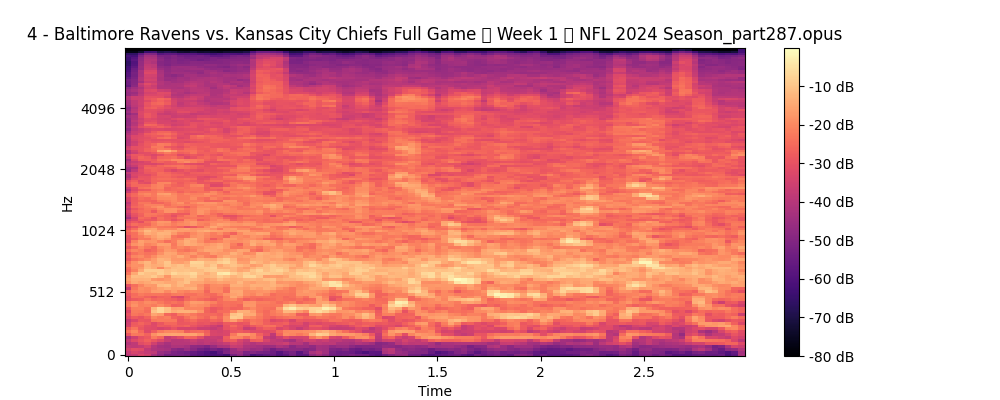 4 - Baltimore Ravens vs. Kansas City Chiefs Full Game ▯ Week 1 ▯ NFL 2024 Season_part287.opus
4096
2048
1024
512
0
Hz
0 0.5 1 1.5 2 2.5
Time
-10 dB
-20 dB
-30 dB
-40 dB
-50 dB
-60 dB
-70 dB
-80 dB